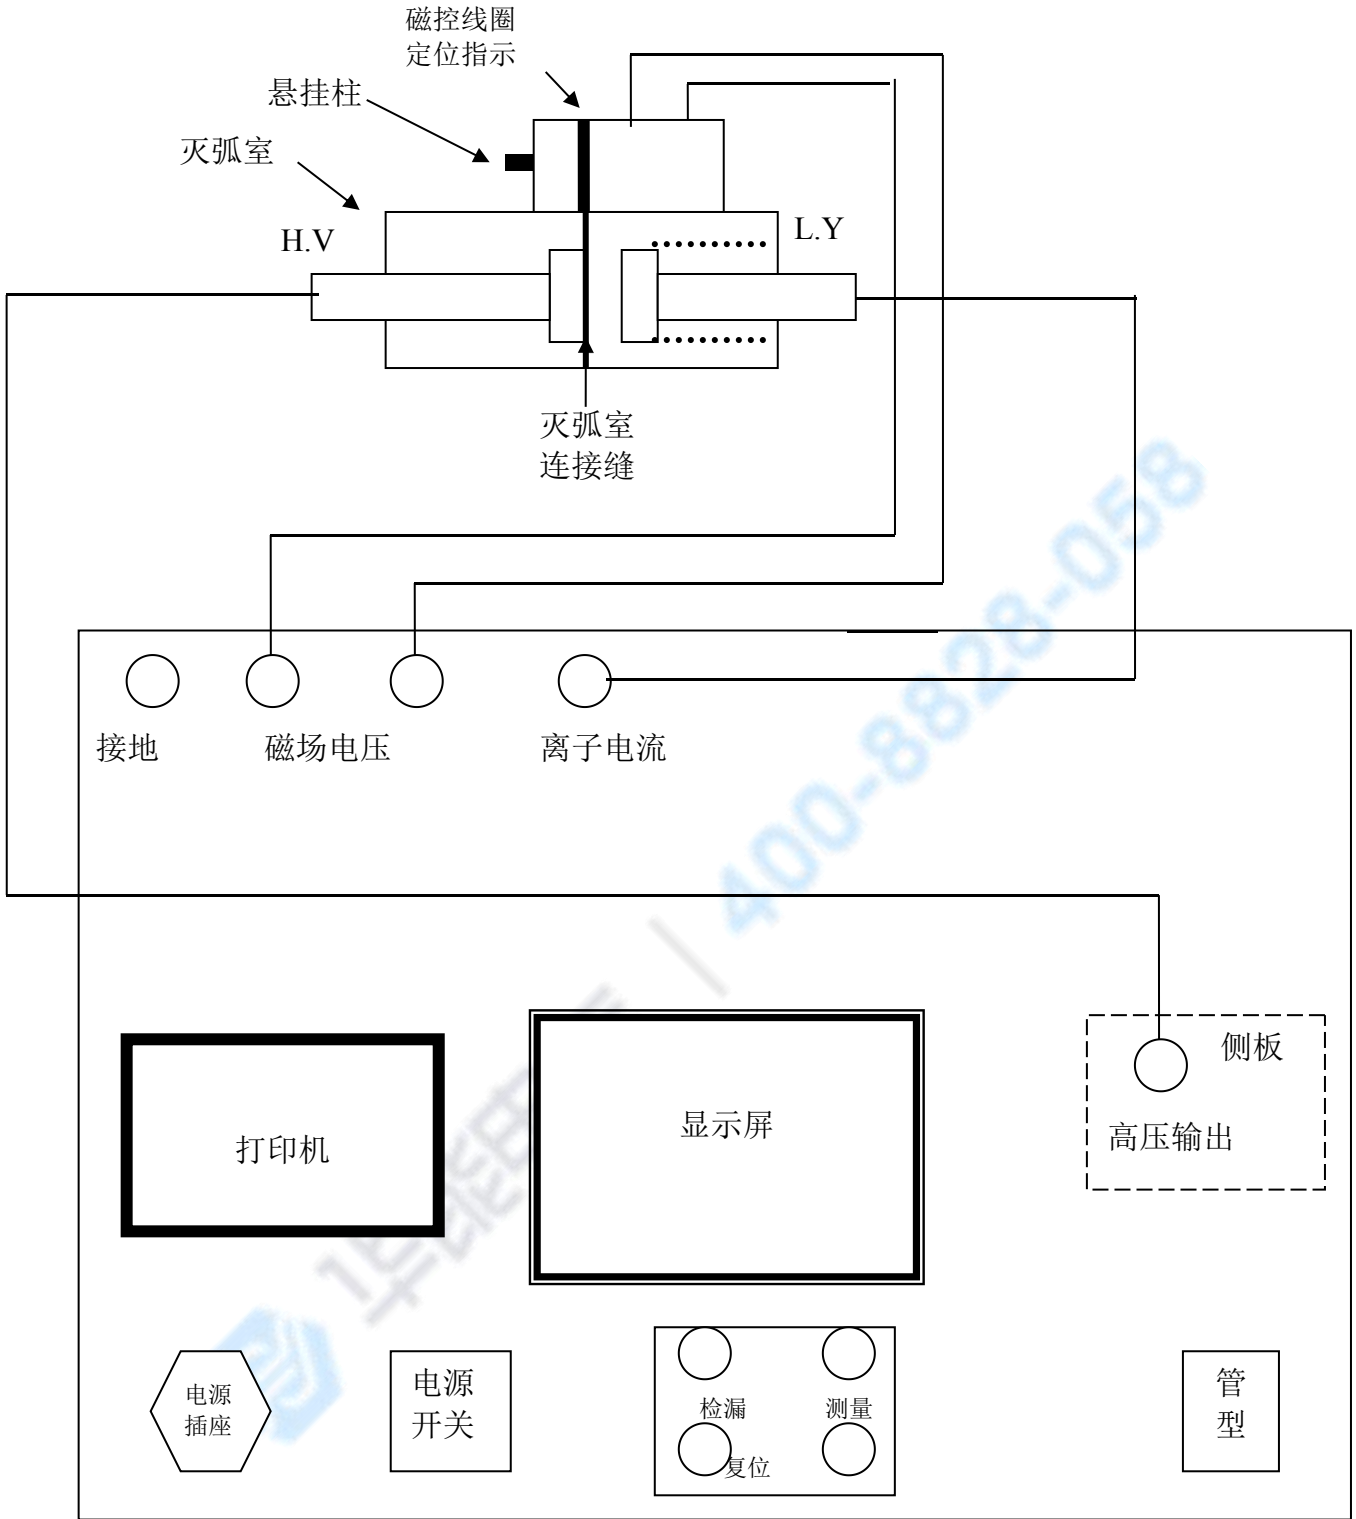 磁控线圈
定位指示
悬挂柱
灭弧室
H.V
L.Y
灭弧室
连接缝
接地
磁场电压
离子电流
400-8828-058
侧板
高压输出
显示屏
打印机
电源
插座
电源
开关
检漏
测量
复位
管
型